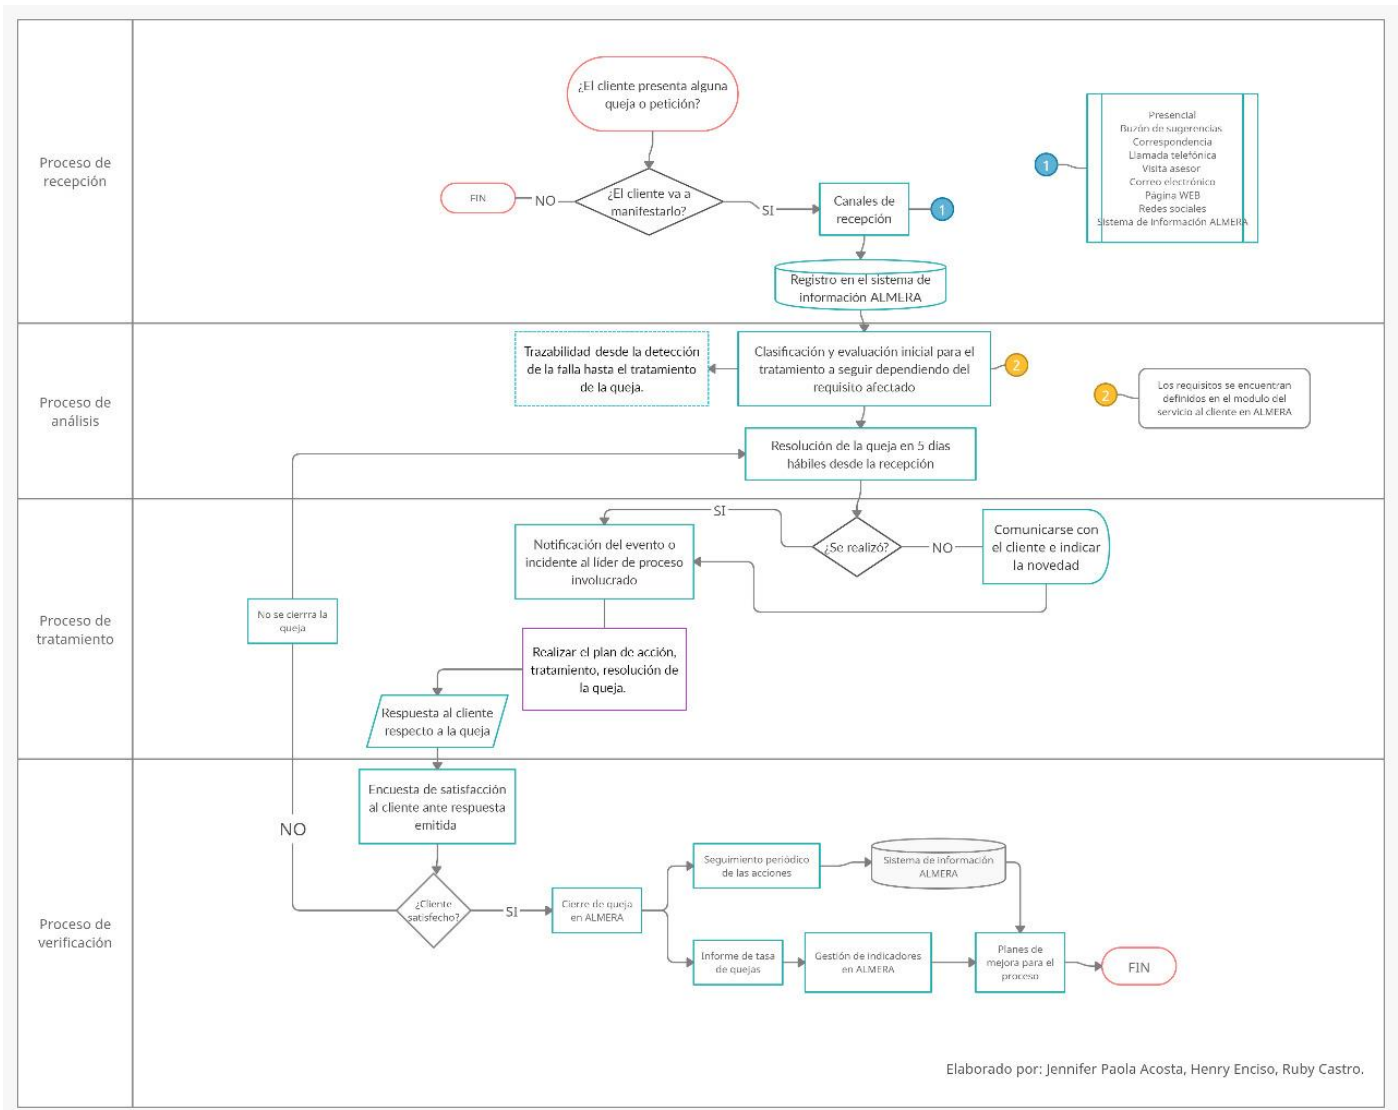 Proceso de
recepción
¿El cliente presenta alguna
queja o petición?
¿El cliente va a
manifestarlo?
NO
FIN
SI
Canales de
recepción
1
1
Presencial
Buzón de sugerencias
Correspondencia
Llamada telefónica
Visita asesor
Correo electrónico
Página WEB
Redes sociales
Sistema de Información ALMERA
Registro en el sistema de
información ALMERA
Proceso de
análisis
Trazabilidad desde la detección
de la falla hasta el tratamiento
de la queja.
Clasificación y evaluación inicial para el
tratamiento a seguir dependiendo del
requisito afectado
2
2
Los requisitos se encuentran
definidos en el modulo del
servicio al cliente en ALMERA
Resolución de la queja en 5 dias
hábiles desde la recepción
Proceso de
tratamiento
SI
¿Se realizó?
NO
Comunicarse con
el cliente e indicar
la novedad
Notificación del evento o
incidente al líder de proceso
involucrado
No se cierrra la
queja
Realizar el plan de acción,
tratamiento, resolución de
la queja.
Respuesta al cliente
respecto a la queja
Proceso de
verificación
Encuesta de satisfacción
al cliente ante respuesta
emitida
NO
¿Cliente
satisfecho?
SI
Cierre de queja
en ALMERA
Seguimiento periódico
de las acciones
Sistema de información
ALMERA
Informe de tasa
de quejas
Gestión de indicadores
en ALMERA
Planes de
mejora para el
proceso
FIN
Elaborado por: Jennifer Paola Acosta, Henry Enciso, Ruby Castro.